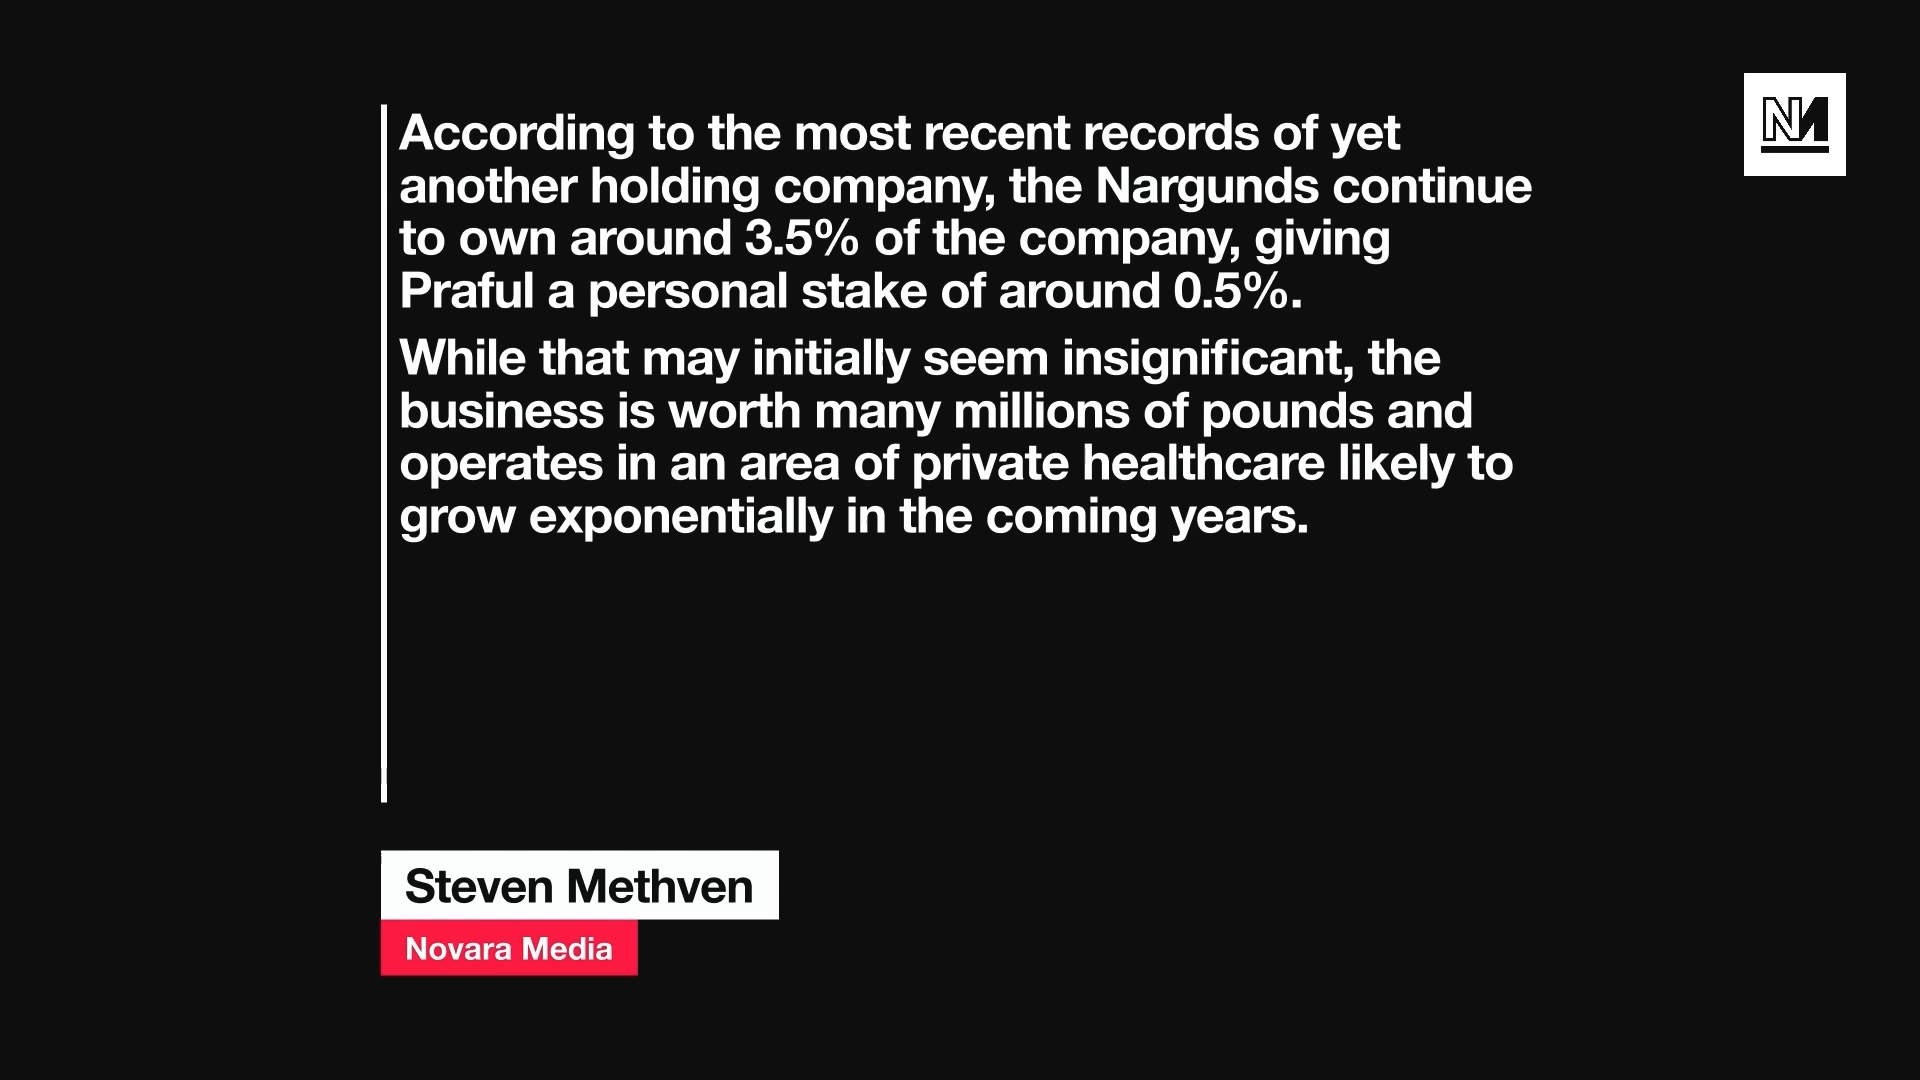 According to the most recent records of yet
another holding company, the Nargunds continue
to own around 3.5% of the company, giving
Praful a personal stake of around 0.5%.
While that may initially seem insignificant, the
business is worth many millions of pounds and
operates in an area of private healthcare likely to
grow exponentially in the coming years.
Steven Methven
Novara Media